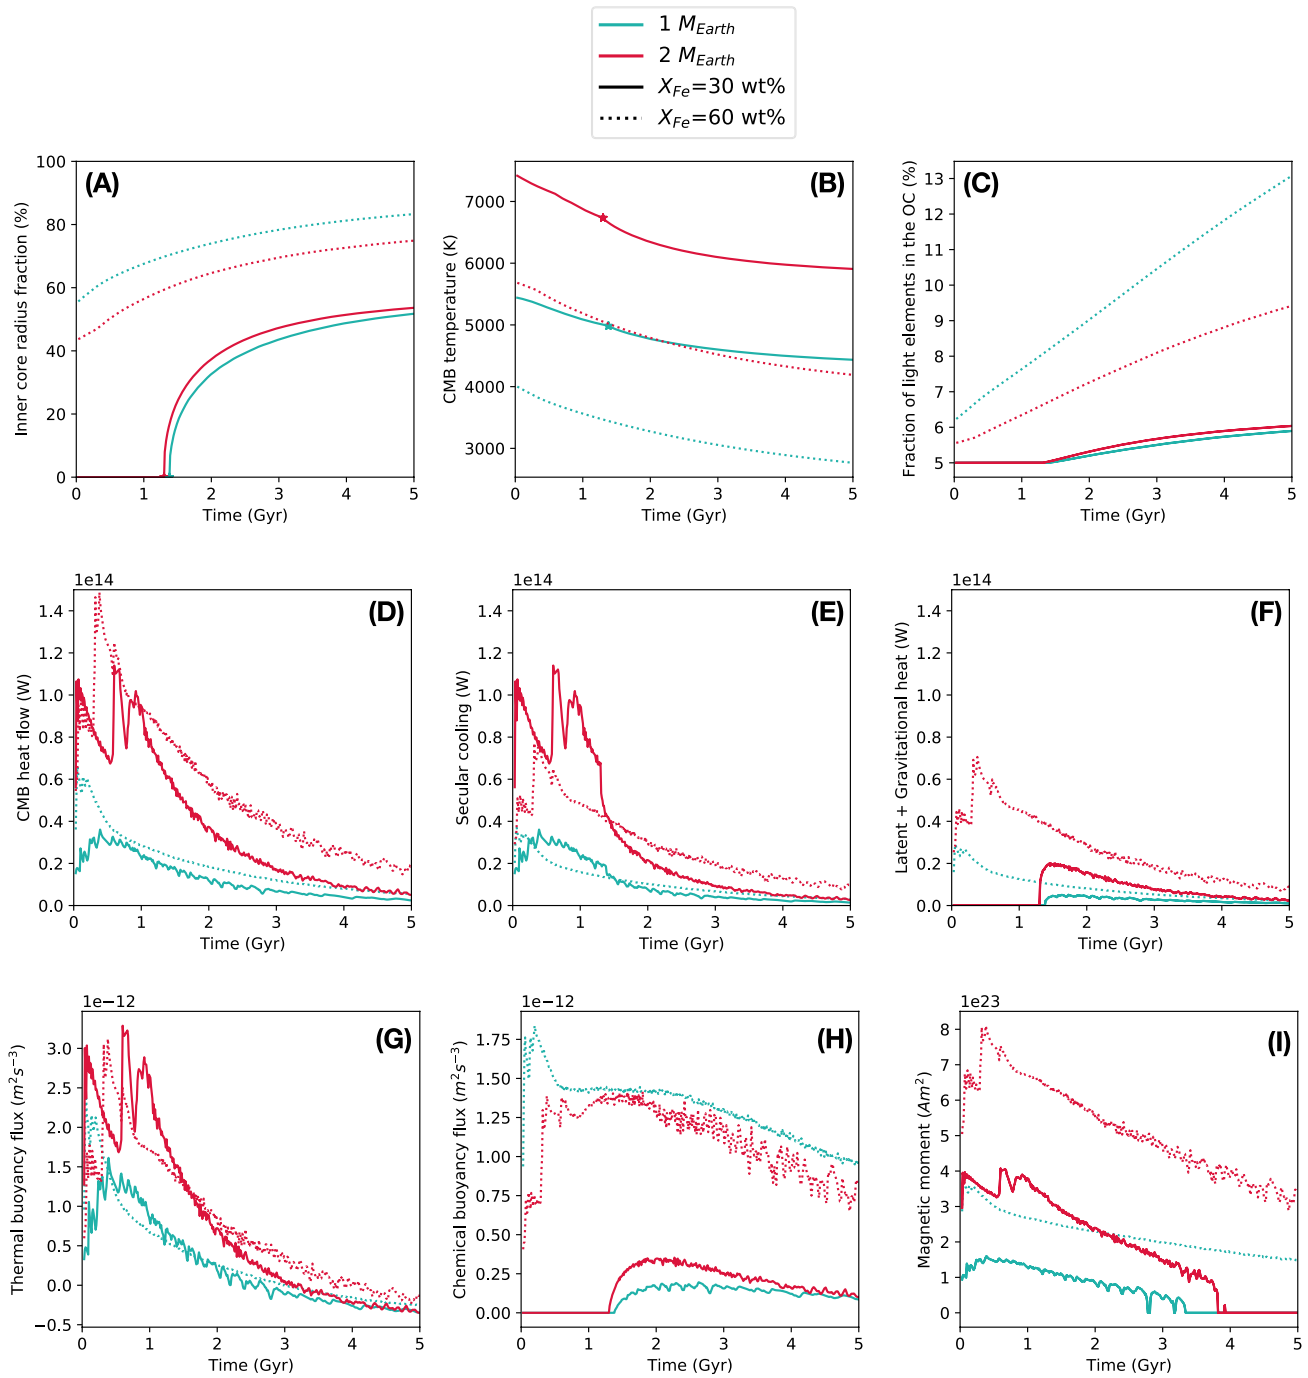 1 M_Earth
2 M_Earth
X_Fe=30 wt%
X_Fe=60 wt%
(A)
100
80
60
40
20
0
0 1 2 3 4 5
Inner core radius fraction (%)
Time (Gyr)
(B)
7000
6000
5000
4000
3000
0 1 2 3 4 5
CMB temperature (K)
Time (Gyr)
(C)
13
12
11
10
9
8
7
6
5
0 1 2 3 4 5
Fraction of light elements in the OC (%)
Time (Gyr)
1e14
(D)
1.4
1.2
1.0
0.8
0.6
0.4
0.2
0.0
0 1 2 3 4 5
CMB heat flow (W)
Time (Gyr)
1e14
(E)
1.4
1.2
1.0
0.8
0.6
0.4
0.2
0.0
0 1 2 3 4 5
Secular cooling (W)
Time (Gyr)
1e14
(F)
1.4
1.2
1.0
0.8
0.6
0.4
0.2
0.0
0 1 2 3 4 5
Latent + Gravitational heat (W)
Time (Gyr)
1e−12
(G)
3.0
2.5
2.0
1.5
1.0
0.5
0.0
−0.5
0 1 2 3 4 5
Thermal buoyancy flux (m²s⁻³)
Time (Gyr)
1e−12
(H)
1.75
1.50
1.25
1.00
0.75
0.50
0.25
0.00
0 1 2 3 4 5
Chemical buoyancy flux (m²s⁻³)
Time (Gyr)
1e23
(I)
8
7
6
5
4
3
2
1
0
0 1 2 3 4 5
Magnetic moment (Am²)
Time (Gyr)